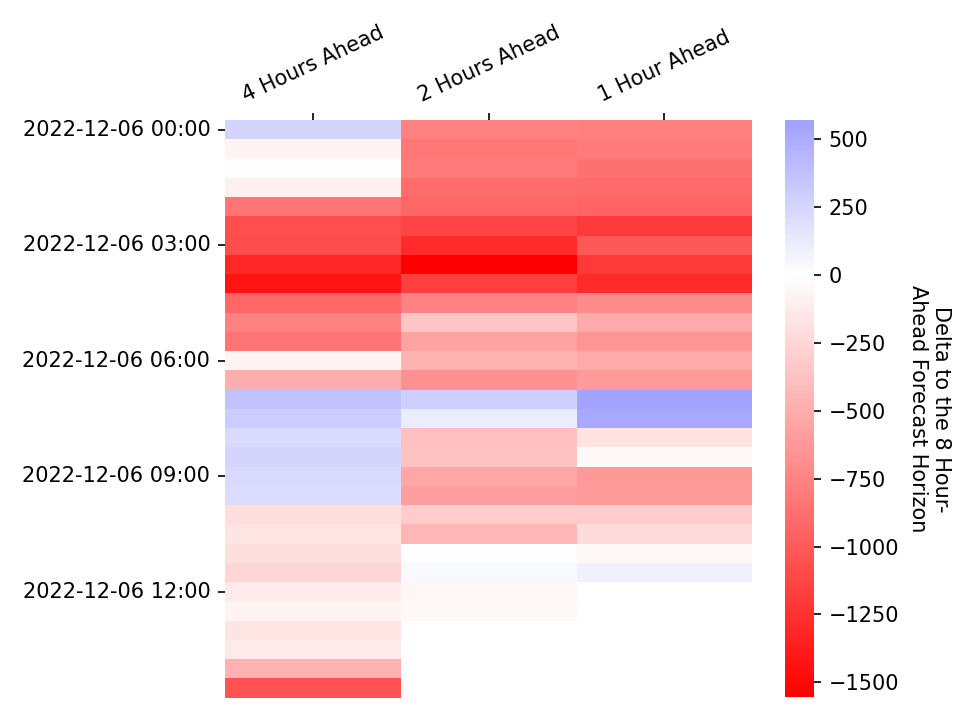 4 Hours Ahead
2 Hours Ahead
1 Hour Ahead
2022-12-06 00:00
2022-12-06 03:00
2022-12-06 06:00
2022-12-06 09:00
2022-12-06 12:00
500
250
0
−250
−500
−750
−1000
−1250
−1500
Delta to the 8 Hour-
Ahead Forecast Horizon